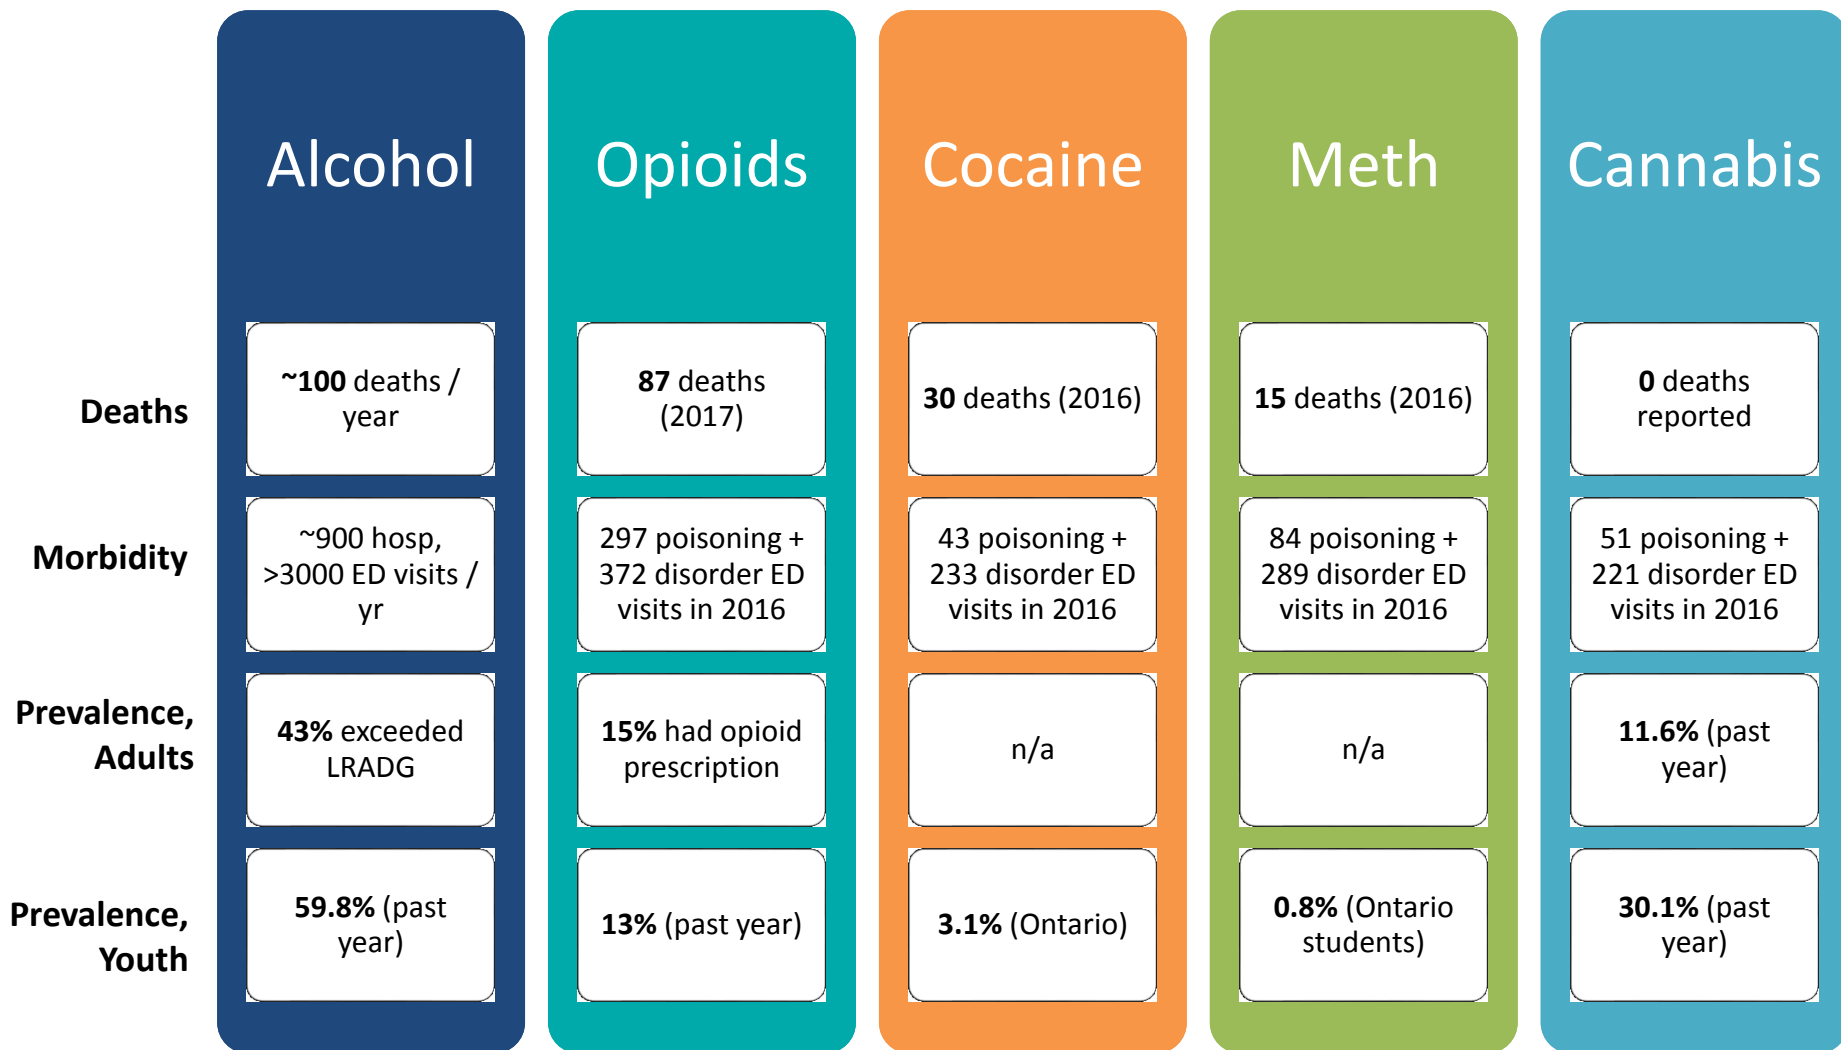 Alcohol
Opioids
Cocaine
Meth
Cannabis
Deaths
~100 deaths /
year
87 deaths
(2017)
30 deaths (2016)
15 deaths (2016)
0 deaths
reported
Morbidity
~900 hosp,
>3000 ED visits /
yr
297 poisoning +
372 disorder ED
visits in 2016
43 poisoning +
233 disorder ED
visits in 2016
84 poisoning +
289 disorder ED
visits in 2016
51 poisoning +
221 disorder ED
visits in 2016
Prevalence,
Adults
43% exceeded
LRADG
15% had opioid
prescription
n/a
n/a
11.6% (past
year)
Prevalence,
Youth
59.8% (past
year)
13% (past year)
3.1% (Ontario)
0.8% (Ontario
students)
30.1% (past
year)